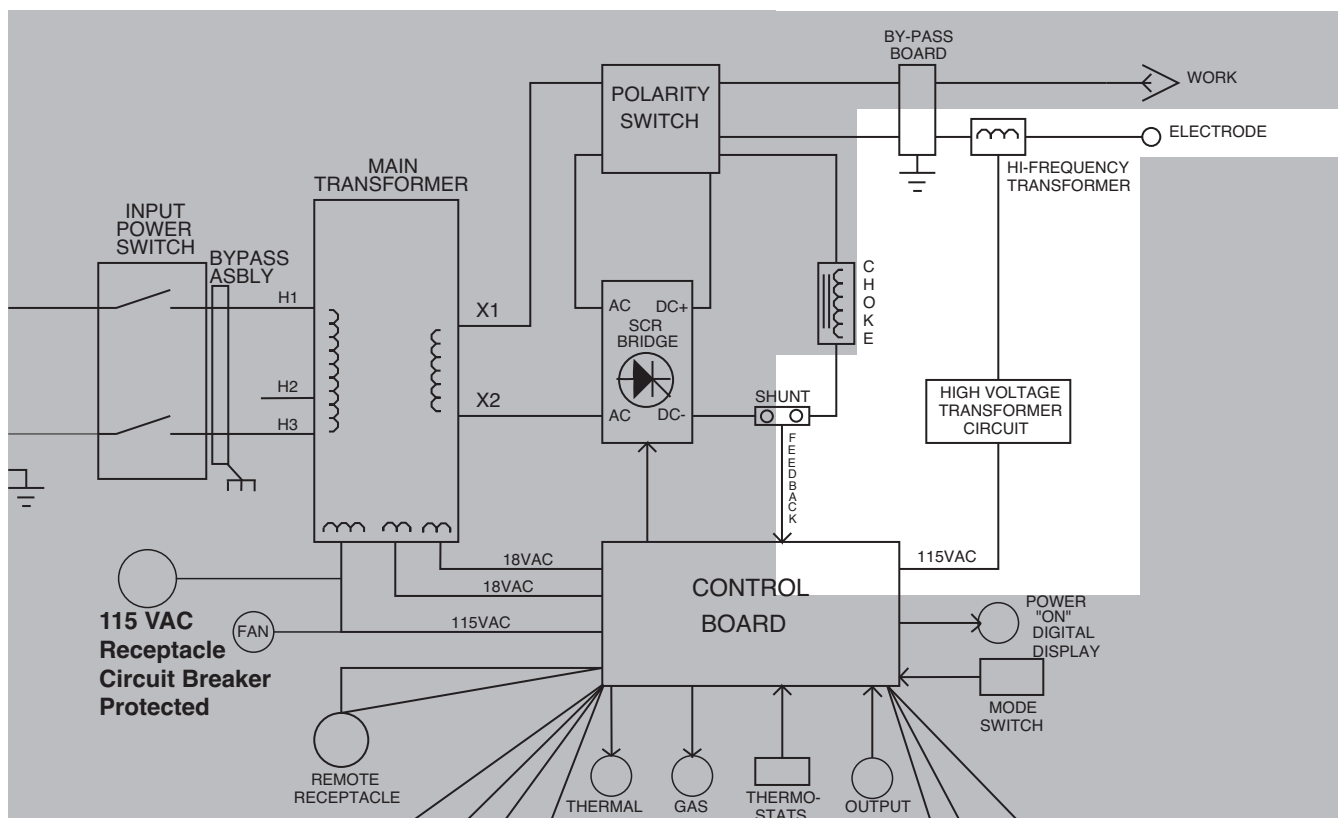 BY-PASS
BOARD
WORK
POLARITY
SWITCH
ELECTRODE
HI-FREQUENCY
TRANSFORMER
MAIN
TRANSFORMER
INPUT
POWER
SWITCH
BYPASS
ASBLY
H1
H2
H3
X1
X2
AC DC+
SCR
BRIDGE
AC DC-
CHOKE
SHUNT
FEEDBACK
HIGH VOLTAGE
TRANSFORMER
CIRCUIT
18VAC
18VAC
115VAC
CONTROL
BOARD
115VAC
115 VAC
Receptacle
Circuit Breaker
Protected
FAN
POWER
"ON"
DIGITAL
DISPLAY
MODE
SWITCH
REMOTE
RECEPTACLE
THERMAL
GAS
THERMO-
STATS
OUTPUT